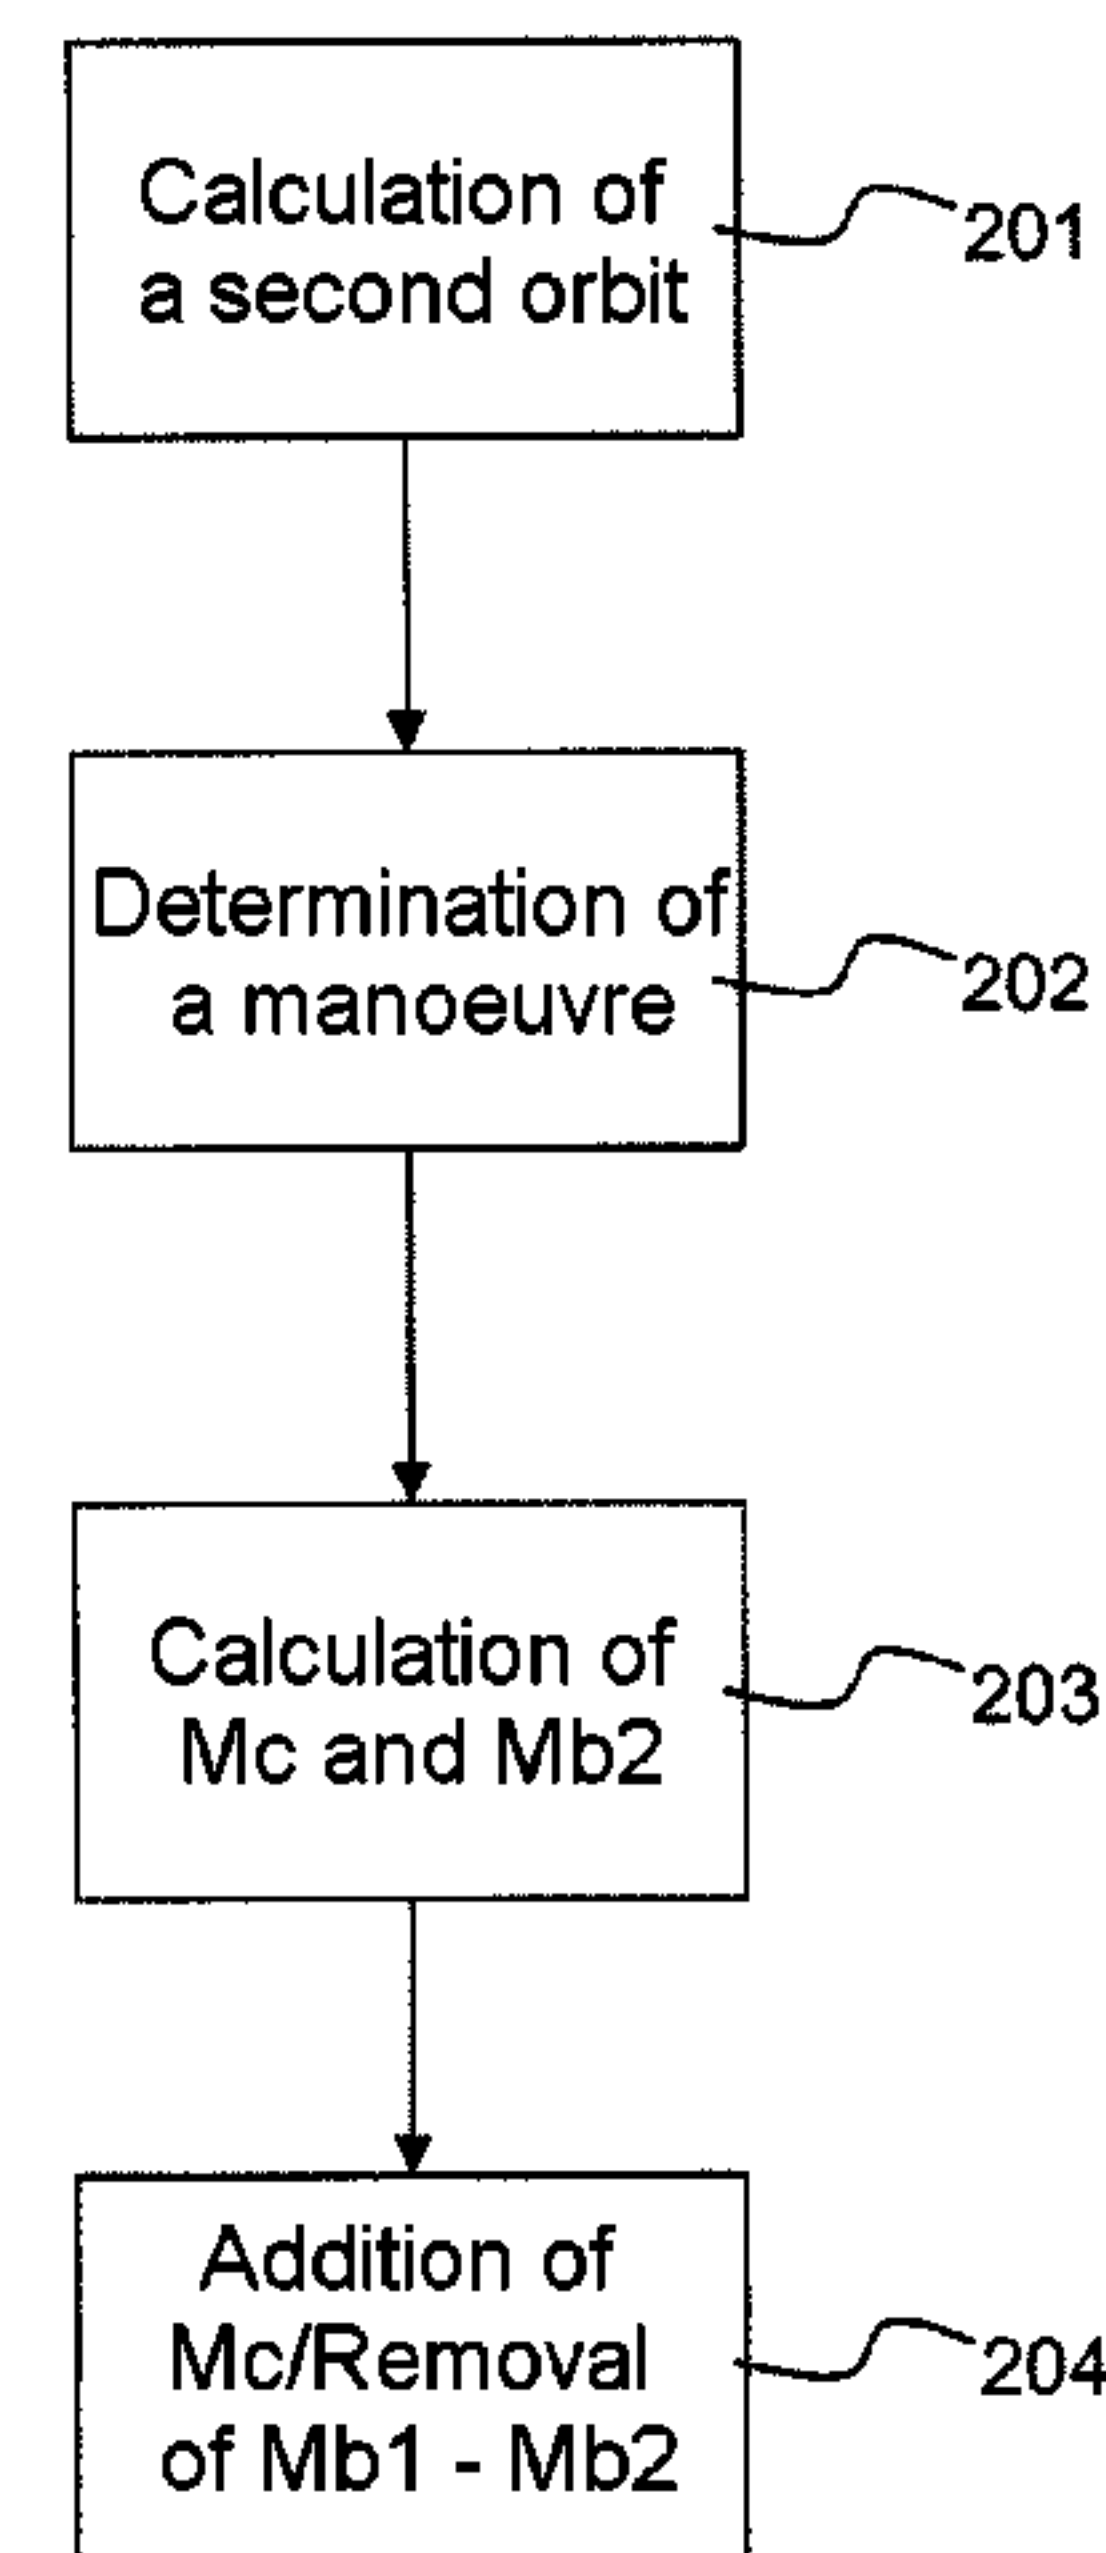 Calculation of
a second orbit
201
Determination of
a manoeuvre
202
Calculation of
Mc and Mb2
203
Addition of
Mc/Removal
of Mb1 - Mb2
204